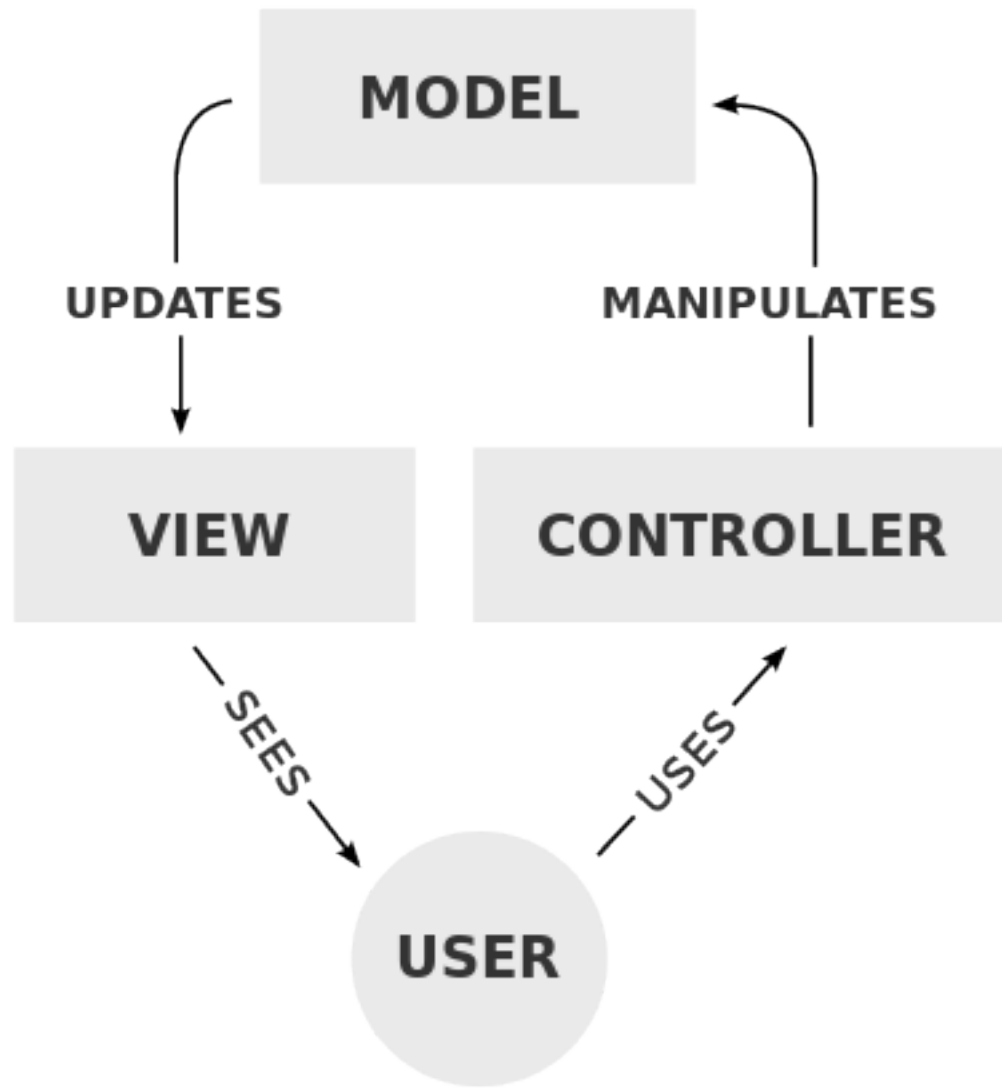 MODEL
UPDATES
MANIPULATES
VIEW
CONTROLLER
SEES
USES
USER